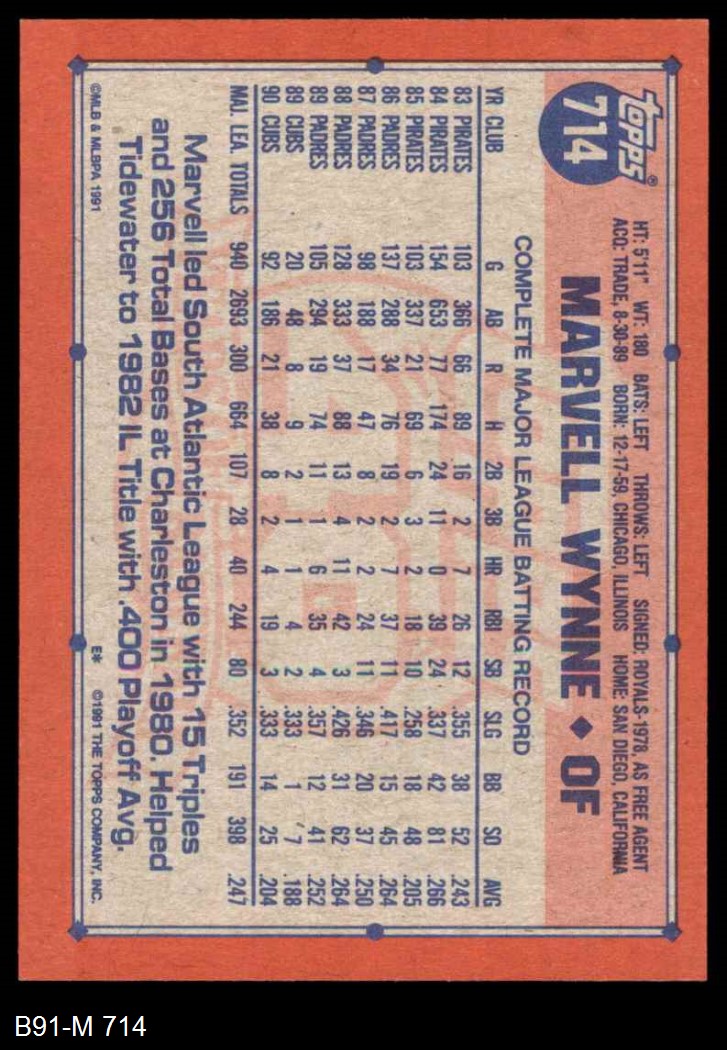 TOPPS®
714
HT: 5'11" WT: 180 BATS: LEFT THROWS: LEFT SIGNED: ROYALS-1978, AS FREE AGENT
ACQ: TRADE, 8-30-89 BORN: 12-17-59, CHICAGO, ILLINOIS HOME: SAN DIEGO, CALIFORNIA
MARVELL WYNNE ◆ OF
COMPLETE MAJOR LEAGUE BATTING RECORD
YR CLUB G AB R H 2B 3B HR RBI SB SLG BB SO AVG
83 PIRATES 103 366 66 89 16 2 7 26 12 .355 38 52 .243
84 PIRATES 154 653 77 174 24 11 0 39 24 .337 42 81 .266
85 PIRATES 103 337 21 69 6 3 2 18 10 .258 18 48 .205
86 PADRES 137 288 34 76 19 2 7 37 11 .417 15 45 .264
87 PADRES 98 188 17 47 8 2 2 24 11 .346 20 37 .250
88 PADRES 128 333 37 88 13 4 11 42 3 .426 31 62 .264
89 PADRES 105 294 19 74 11 1 6 35 4 .357 12 41 .252
89 CUBS 20 48 8 9 2 1 1 4 2 .333 1 7 .188
90 CUBS 92 186 21 38 8 2 4 19 3 .333 14 25 .204
MAJ. LEA. TOTALS 940 2693 300 664 107 28 40 244 80 .352 191 398 .247
Marvell led South Atlantic League with 15 Triples
and 256 Total Bases at Charleston in 1980. Helped
Tidewater to 1982 IL Title with .400 Playoff Avg.
©MLB & MLBPA 1991 E* ©1991 THE TOPPS COMPANY, INC.
B91-M 714